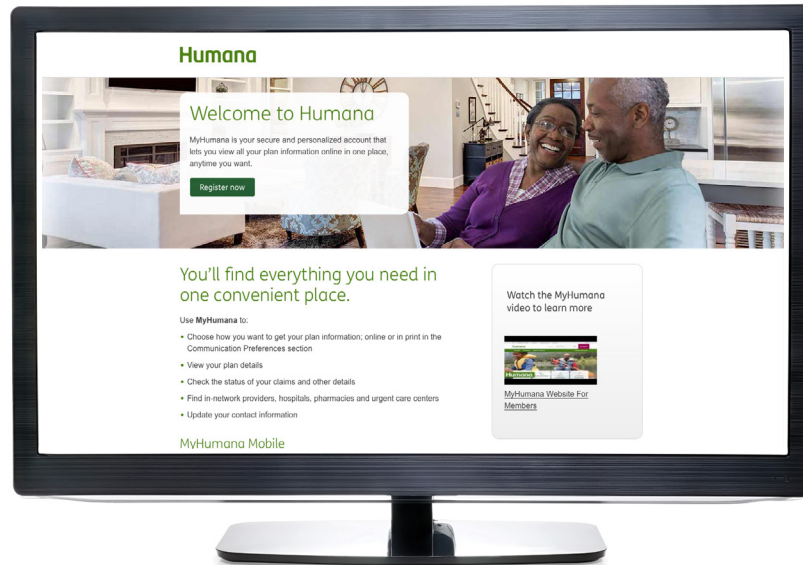 Humana
Welcome to Humana
MyHumana is your secure and personalized account that
lets you view all your plan information online in one place,
anytime you want.
Register now
You'll find everything you need in
one convenient place.
Use MyHumana to:
• Choose how you want to get your plan information; online or in print in the
Communication Preferences section
• View your plan details
• Check the status of your claims and other details
• Find in-network providers, hospitals, pharmacies and urgent care centers
• Update your contact information
MyHumana Mobile
Watch the MyHumana
video to learn more
Humana
MyHumana Website For
Members